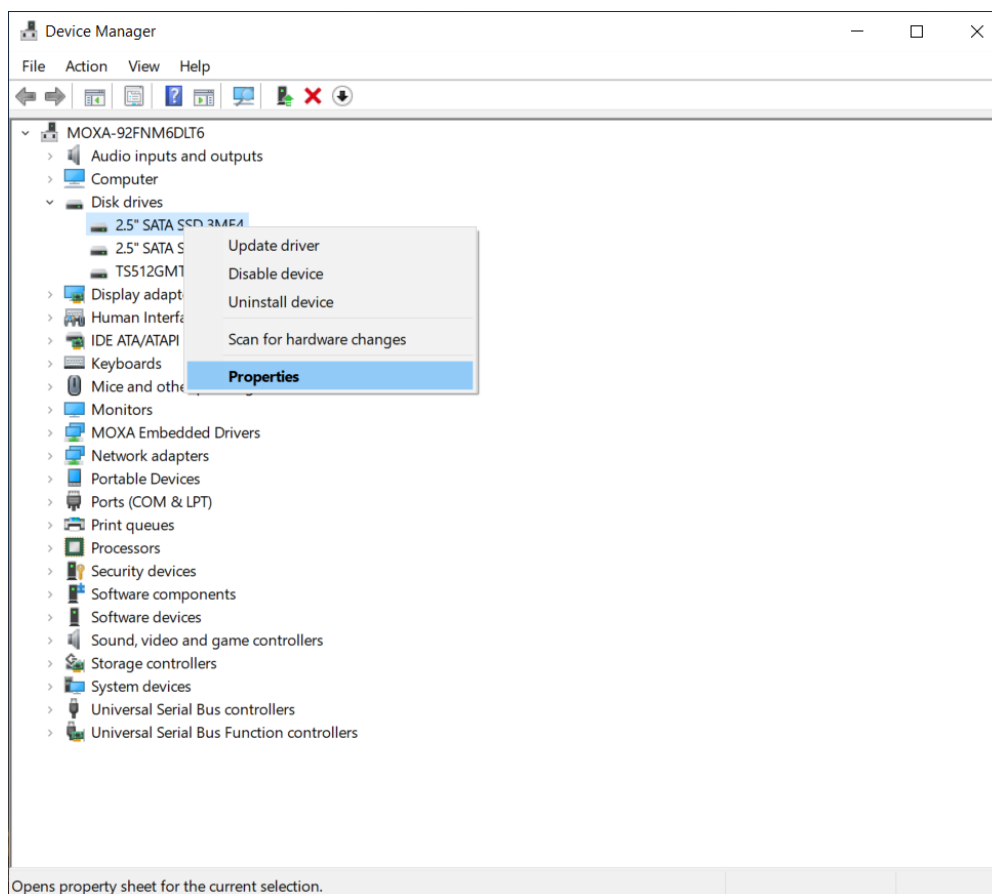 Device Manager
File Action View Help
MOXA-92FNM6DLT6
Audio inputs and outputs
Computer
Disk drives
2.5" SATA SSD 3ME4
2.5" SATA S
TS512GMT
Display adapt
Human Interfa
IDE ATA/ATAPI
Keyboards
Mice and othe
Update driver
Disable device
Uninstall device
Scan for hardware changes
Properties
Monitors
MOXA Embedded Drivers
Network adapters
Portable Devices
Ports (COM & LPT)
Print queues
Processors
Security devices
Software components
Software devices
Sound, video and game controllers
Storage controllers
System devices
Universal Serial Bus controllers
Universal Serial Bus Function controllers
Opens property sheet for the current selection.